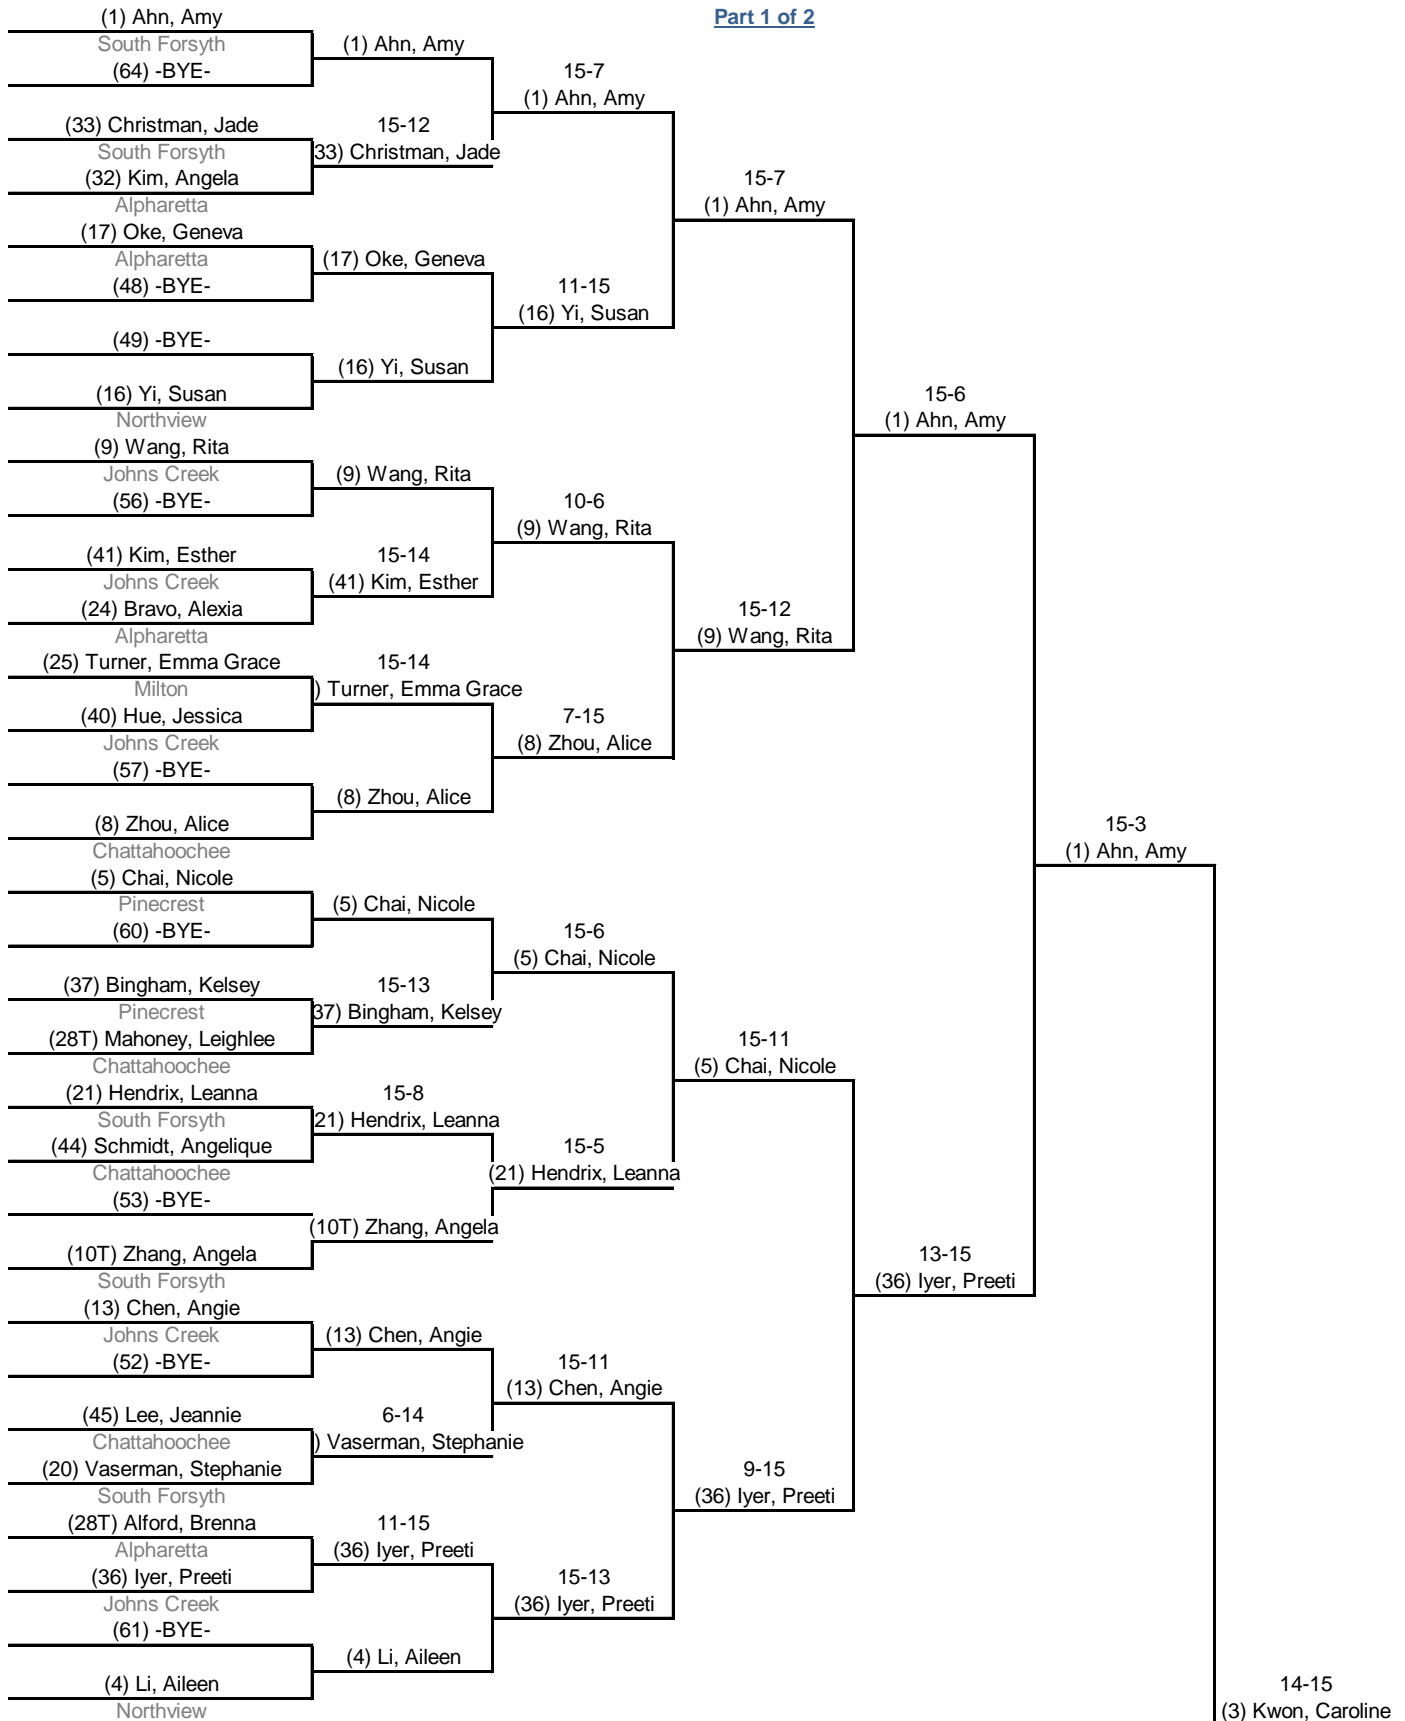 Part 1 of 2
(1) Ahn, Amy
South Forsyth
(64) -BYE-
(33) Christman, Jade
South Forsyth
(32) Kim, Angela
Alpharetta
(17) Oke, Geneva
Alpharetta
(48) -BYE-
(49) -BYE-
(16) Yi, Susan
Northview
(9) Wang, Rita
Johns Creek
(56) -BYE-
(41) Kim, Esther
Johns Creek
(24) Bravo, Alexia
Alpharetta
(25) Turner, Emma Grace
Milton
(40) Hue, Jessica
Johns Creek
(57) -BYE-
(8) Zhou, Alice
Chattahoochee
(5) Chai, Nicole
Pinecrest
(60) -BYE-
(37) Bingham, Kelsey
Pinecrest
(28T) Mahoney, Leighlee
Chattahoochee
(21) Hendrix, Leanna
South Forsyth
(44) Schmidt, Angelique
Chattahoochee
(53) -BYE-
(10T) Zhang, Angela
South Forsyth
(13) Chen, Angie
Johns Creek
(52) -BYE-
(45) Lee, Jeannie
Chattahoochee
(20) Vaserman, Stephanie
South Forsyth
(28T) Alford, Brenna
Alpharetta
(36) Iyer, Preeti
Johns Creek
(61) -BYE-
(4) Li, Aileen
Northview
(1) Ahn, Amy
15-12
33) Christman, Jade
(17) Oke, Geneva
(16) Yi, Susan
(9) Wang, Rita
15-14
(41) Kim, Esther
15-14
) Turner, Emma Grace
(8) Zhou, Alice
(5) Chai, Nicole
15-13
37) Bingham, Kelsey
15-8
21) Hendrix, Leanna
(10T) Zhang, Angela
(13) Chen, Angie
6-14
) Vaserman, Stephanie
11-15
(36) Iyer, Preeti
(4) Li, Aileen
15-7
(1) Ahn, Amy
11-15
(16) Yi, Susan
10-6
(9) Wang, Rita
7-15
(8) Zhou, Alice
15-6
(5) Chai, Nicole
15-5
(21) Hendrix, Leanna
15-11
(13) Chen, Angie
15-13
(36) Iyer, Preeti
15-7
(1) Ahn, Amy
15-12
(9) Wang, Rita
15-11
(5) Chai, Nicole
9-15
(36) Iyer, Preeti
15-6
(1) Ahn, Amy
13-15
(36) Iyer, Preeti
15-3
(1) Ahn, Amy
14-15
(3) Kwon, Caroline